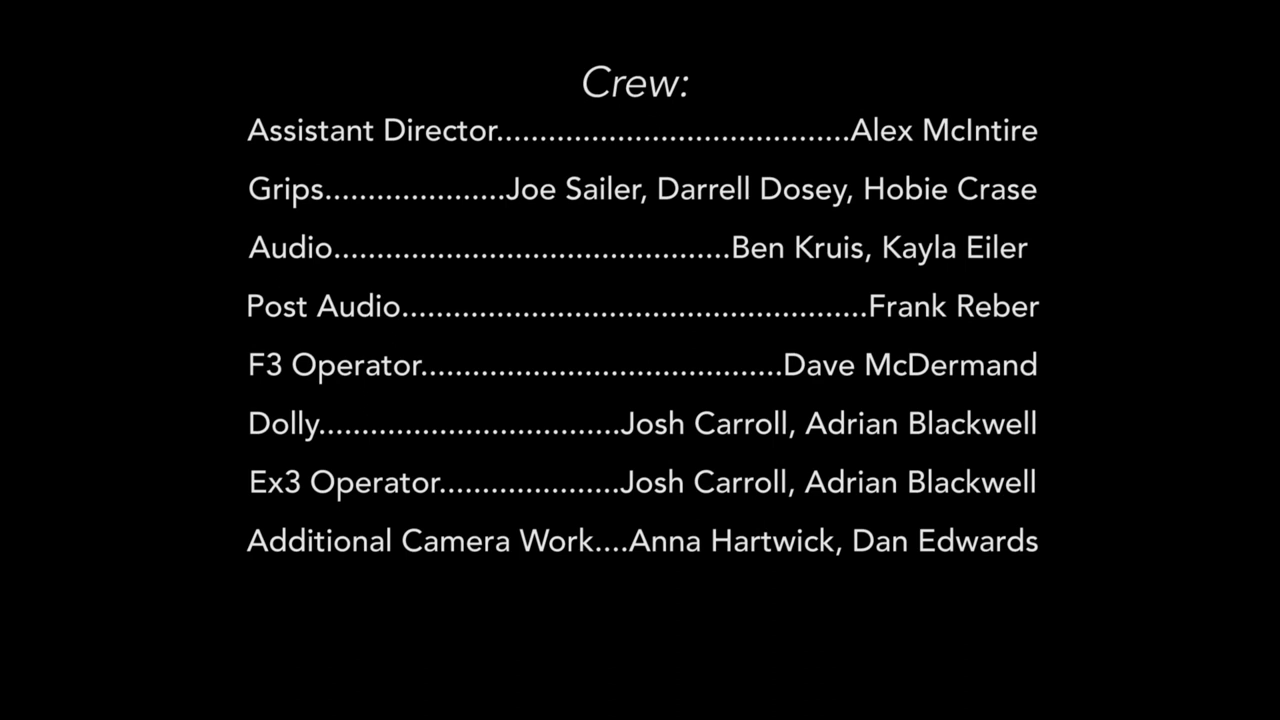 Crew:
Assistant Director..........................................Alex McIntire
Grips.....................Joe Sailer, Darrell Dosey, Hobie Crase
Audio..............................................Ben Kruis, Kayla Eiler
Post Audio......................................................Frank Reber
F3 Operator..........................................Dave McDermand
Dolly...................................Josh Carroll, Adrian Blackwell
Ex3 Operator.....................Josh Carroll, Adrian Blackwell
Additional Camera Work....Anna Hartwick, Dan Edwards